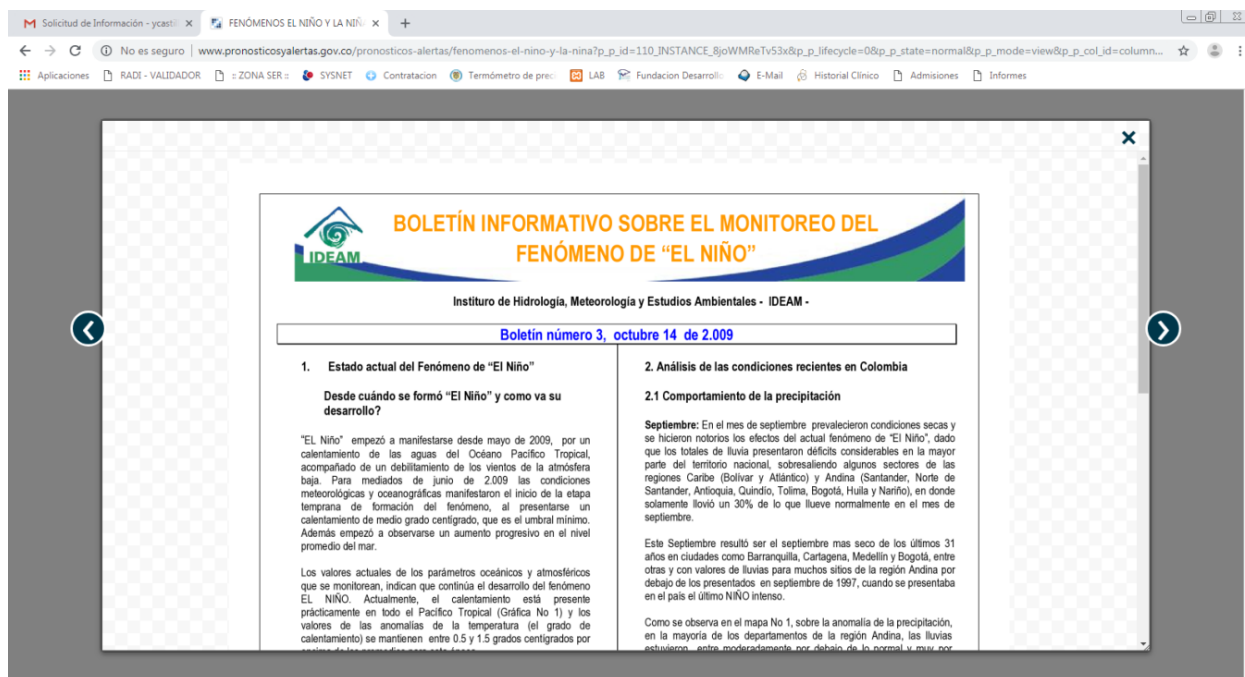 Solicitud de Información - ycastil
FENÓMENOS EL NIÑO Y LA NIÑ
No es seguro | www.pronosticosyalertas.gov.co/pronosticos-alertas/fenomenos-el-nino-y-la-nina?p_p_id=110_INSTANCE_8joWMReTv53x&p_p_lifecycle=0&p_p_state=normal&p_p_mode=view&p_p_col_id=column...
Aplicaciones RADI - VALIDADOR :: ZONA SER :: SYSNET Contratacion Termómetro de prec LAB Fundacion Desarroll E-Mail Historial Clínico Admisiones Informes
IDEAM
BOLETÍN INFORMATIVO SOBRE EL MONITOREO DEL
FENÓMENO DE “EL NIÑO”
Instituro de Hidrología, Meteorología y Estudios Ambientales - IDEAM -
Boletín número 3, octubre 14 de 2.009
1. Estado actual del Fenómeno de “El Niño”
Desde cuándo se formó “El Niño” y como va su
desarrollo?
“EL Niño” empezó a manifestarse desde mayo de 2009, por un
calentamiento de las aguas del Océano Pacífico Tropical,
acompañado de un debilitamiento de los vientos de la atmósfera
baja. Para mediados de junio de 2.009 las condiciones
meteorológicas y oceanográficas manifestaron el inicio de la etapa
temprana de formación del fenómeno, al presentarse un
calentamiento de medio grado centígrado, que es el umbral mínimo.
Además empezó a observarse un aumento progresivo en el nivel
promedio del mar.
Los valores actuales de los parámetros oceánicos y atmosféricos
que se monitorean, indican que continúa el desarrollo del fenómeno
EL NIÑO. Actualmente, el calentamiento está presente
prácticamente en todo el Pacífico Tropical (Gráfica No 1) y los
valores de las anomalías de la temperatura (el grado de
calentamiento) se mantienen entre 0.5 y 1.5 grados centígrados por
2. Análisis de las condiciones recientes en Colombia
2.1 Comportamiento de la precipitación
Septiembre: En el mes de septiembre prevalecieron condiciones secas y
se hicieron notorios los efectos del actual fenómeno de “El Niño”, dado
que los totales de lluvia presentaron déficits considerables en la mayor
parte del territorio nacional, sobresaliendo algunos sectores de las
regiones Caribe (Bolívar y Atlántico) y Andina (Santander, Norte de
Santander, Antioquia, Quindío, Tolima, Bogotá, Huila y Nariño), en donde
solamente llovió un 30% de lo que llueve normalmente en el mes de
septiembre.
Este Septiembre resultó ser el septiembre mas seco de los últimos 31
años en ciudades como Barranquilla, Cartagena, Medellín y Bogotá, entre
otras y con valores de lluvias para muchos sitios de la región Andina por
debajo de los presentados en septiembre de 1997, cuando se presentaba
en el país el último NIÑO intenso.
Como se observa en el mapa No 1, sobre la anomalía de la precipitación,
en la mayoría de los departamentos de la región Andina, las lluvias
estuvieron entre moderadamente por debajo de lo normal y muy por